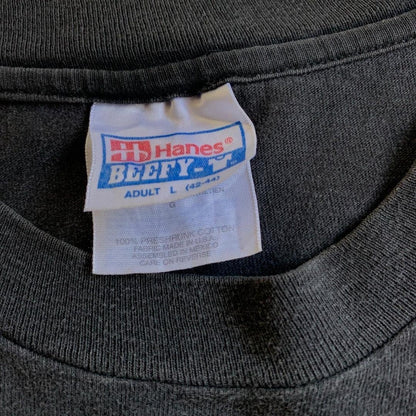 Hanes®
BEEFY-T
ADULT L (42-44)
G
100% PRESHRUNK COTTON
FABRIC MADE IN U.S.A.
ASSEMBLED IN MEXICO
CARE ON REVERSE